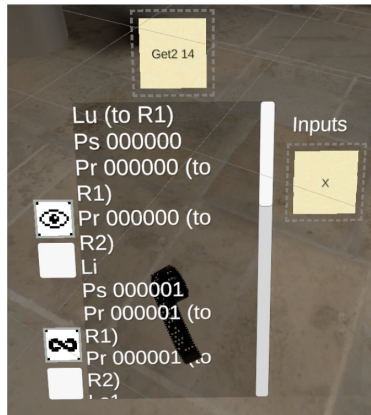 Get2 14
Lu (to R1)
Ps 000000
Pr 000000 (to
R1)
Pr 000000 (to
R2)
Li
Ps 000001
Pr 000001 (to
R1)
Pr 000001 (to
R2)
Inputs
X